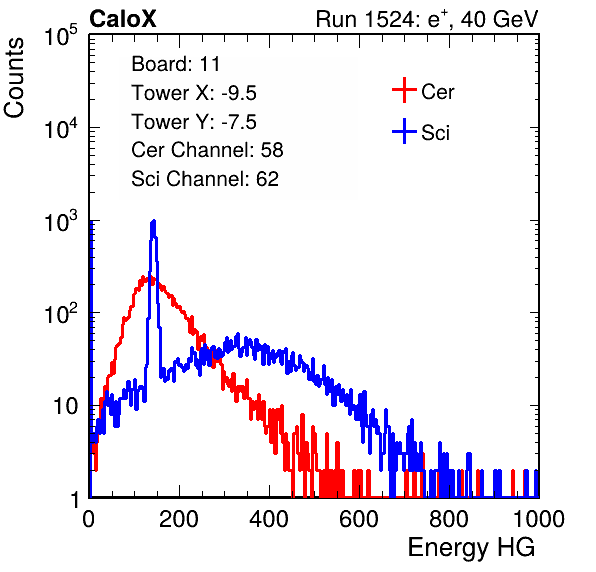 CaloX Run 1524: e⁺, 40 GeV
Counts
Board: 11
Tower X: -9.5
Tower Y: -7.5
Cer Channel: 58
Sci Channel: 62
Cer
Sci
10⁵
10⁴
10³
10²
10
1
0 200 400 600 800 1000
Energy HG